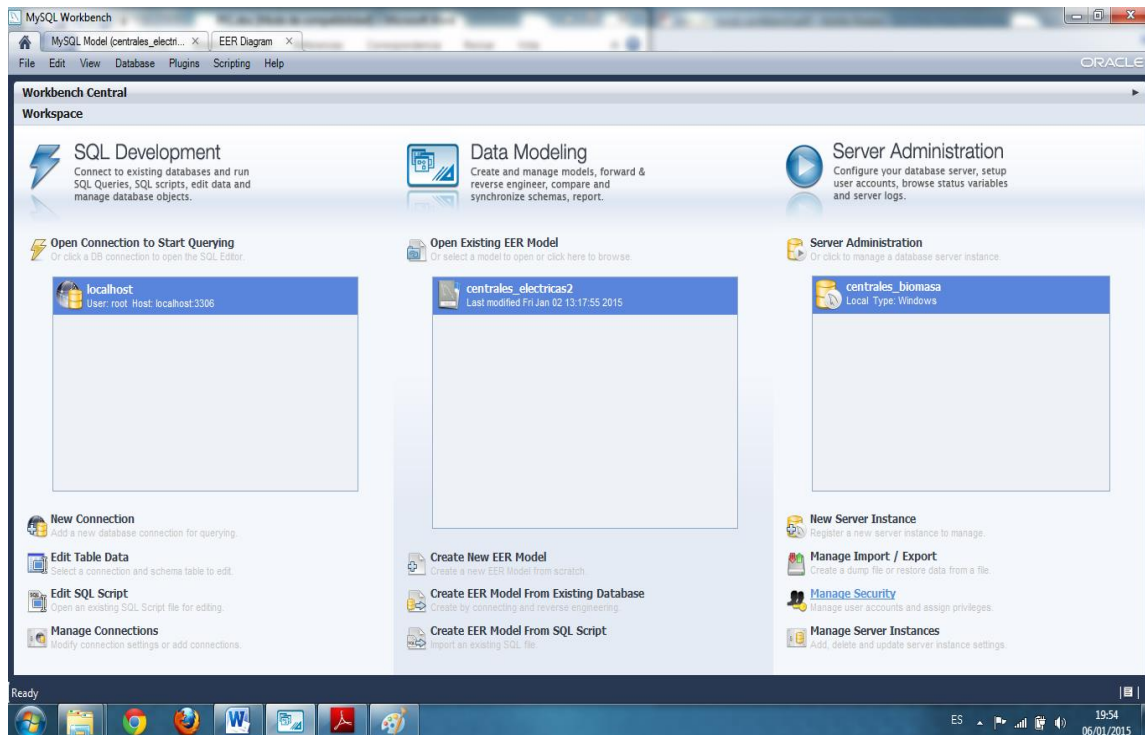 MySQL Workbench
MySQL Model (centrales_electri... ×
EER Diagram ×
File Edit View Database Plugins Scripting Help
ORACLE
Workbench Central
Workspace
SQL Development
Connect to existing databases and run
SQL Queries, SQL scripts, edit data and
manage database objects.
Open Connection to Start Querying
Or click a DB connection to open the SQL Editor.
localhost
User: root Host: localhost:3306
New Connection
Add a new database connection for querying.
Edit Table Data
Select a connection and schema table to edit.
Edit SQL Script
Open an existing SQL Script file for editing.
Manage Connections
Modify connection settings or add connections.
Data Modeling
Create and manage models, forward &
reverse engineer, compare and
synchronize schemas, report.
Open Existing EER Model
Or select a model to open or click here to browse.
centrales_electricas2
Last modified Fri Jan 02 13:17:55 2015
Create New EER Model
Create a new EER Model from scratch.
Create EER Model From Existing Database
Create by connecting and reverse engineering.
Create EER Model From SQL Script
Import an existing SQL file.
Server Administration
Configure your database server, setup
user accounts, browse status variables
and server logs.
Server Administration
Or click to manage a database server instance.
centrales_biomasa
Local Type: Windows
New Server Instance
Register a new server instance to manage.
Manage Import / Export
Create a dump file or restore data from a file.
Manage Security
Manage user accounts and assign privileges.
Manage Server Instances
Add, delete and update server instance settings.
Ready
ES
19:54
06/01/2015